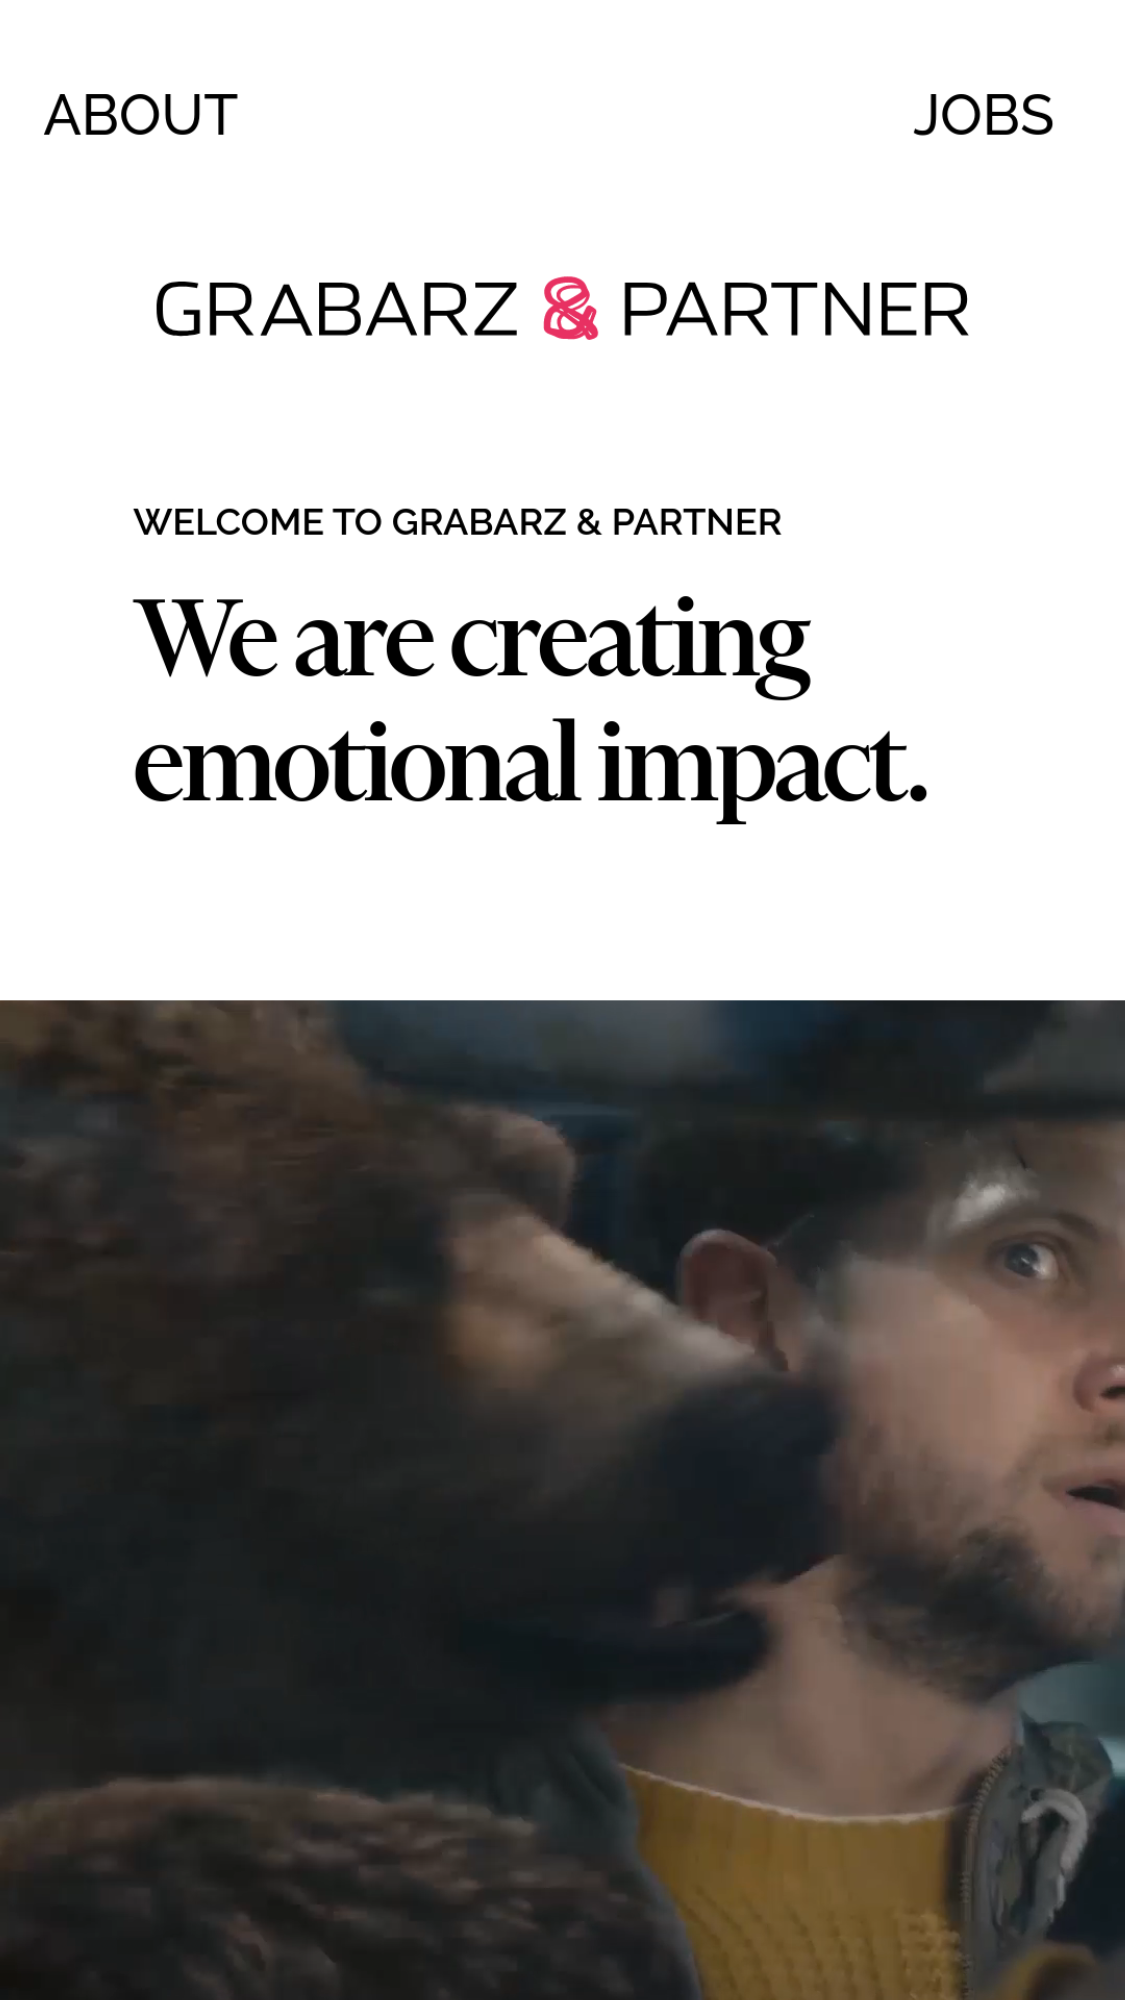 ABOUT
JOBS
GRABARZ & PARTNER
WELCOME TO GRABARZ & PARTNER
We are creating
emotional impact.